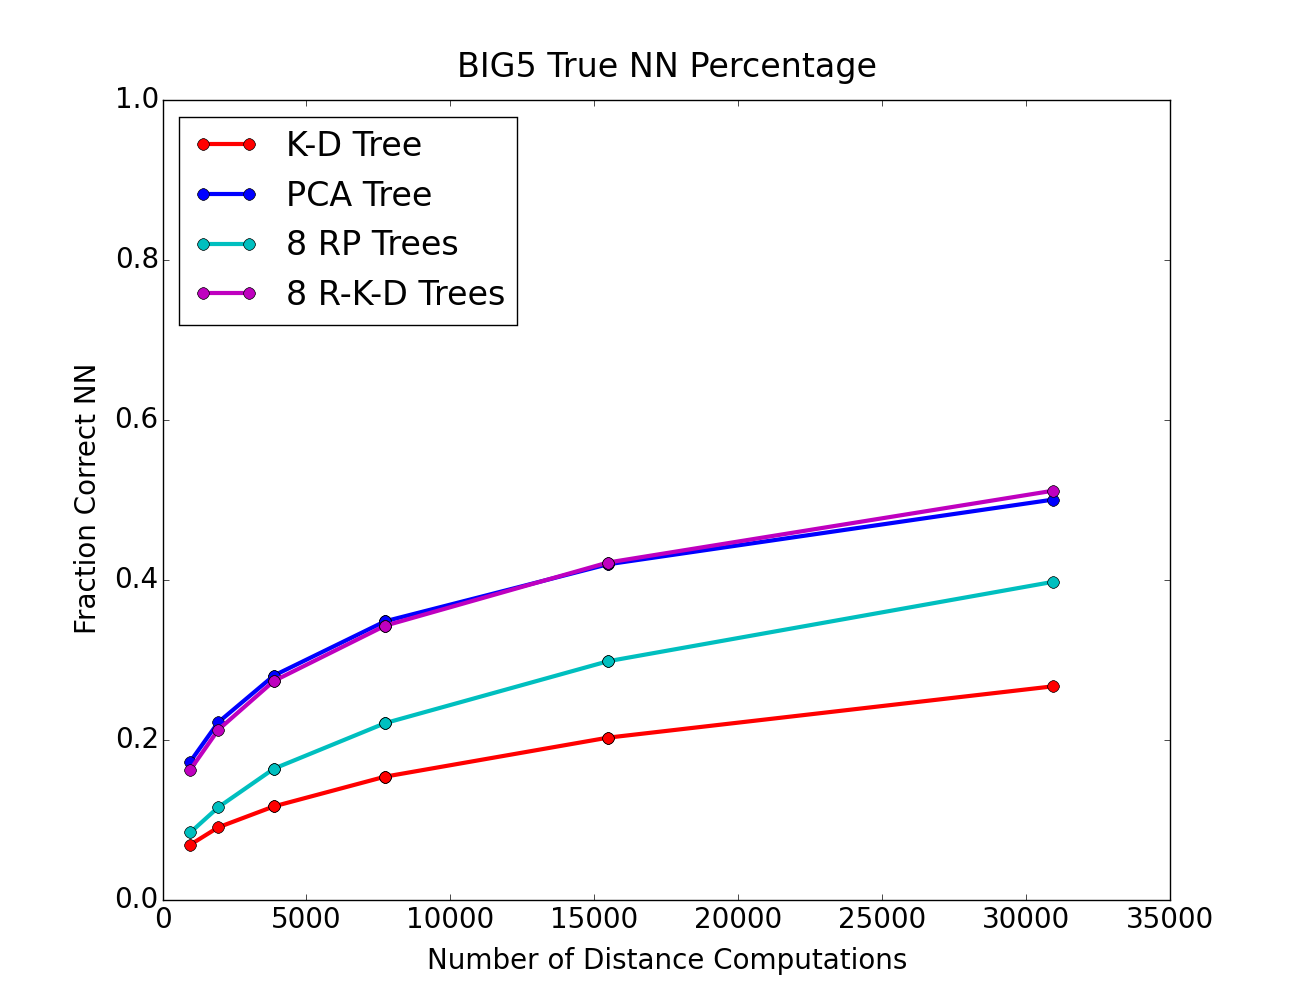 BIG5 True NN Percentage
1.0
0.8
0.6
0.4
0.2
0.0
Fraction Correct NN
K-D Tree
PCA Tree
8 RP Trees
8 R-K-D Trees
0 5000 10000 15000 20000 25000 30000 35000
Number of Distance Computations